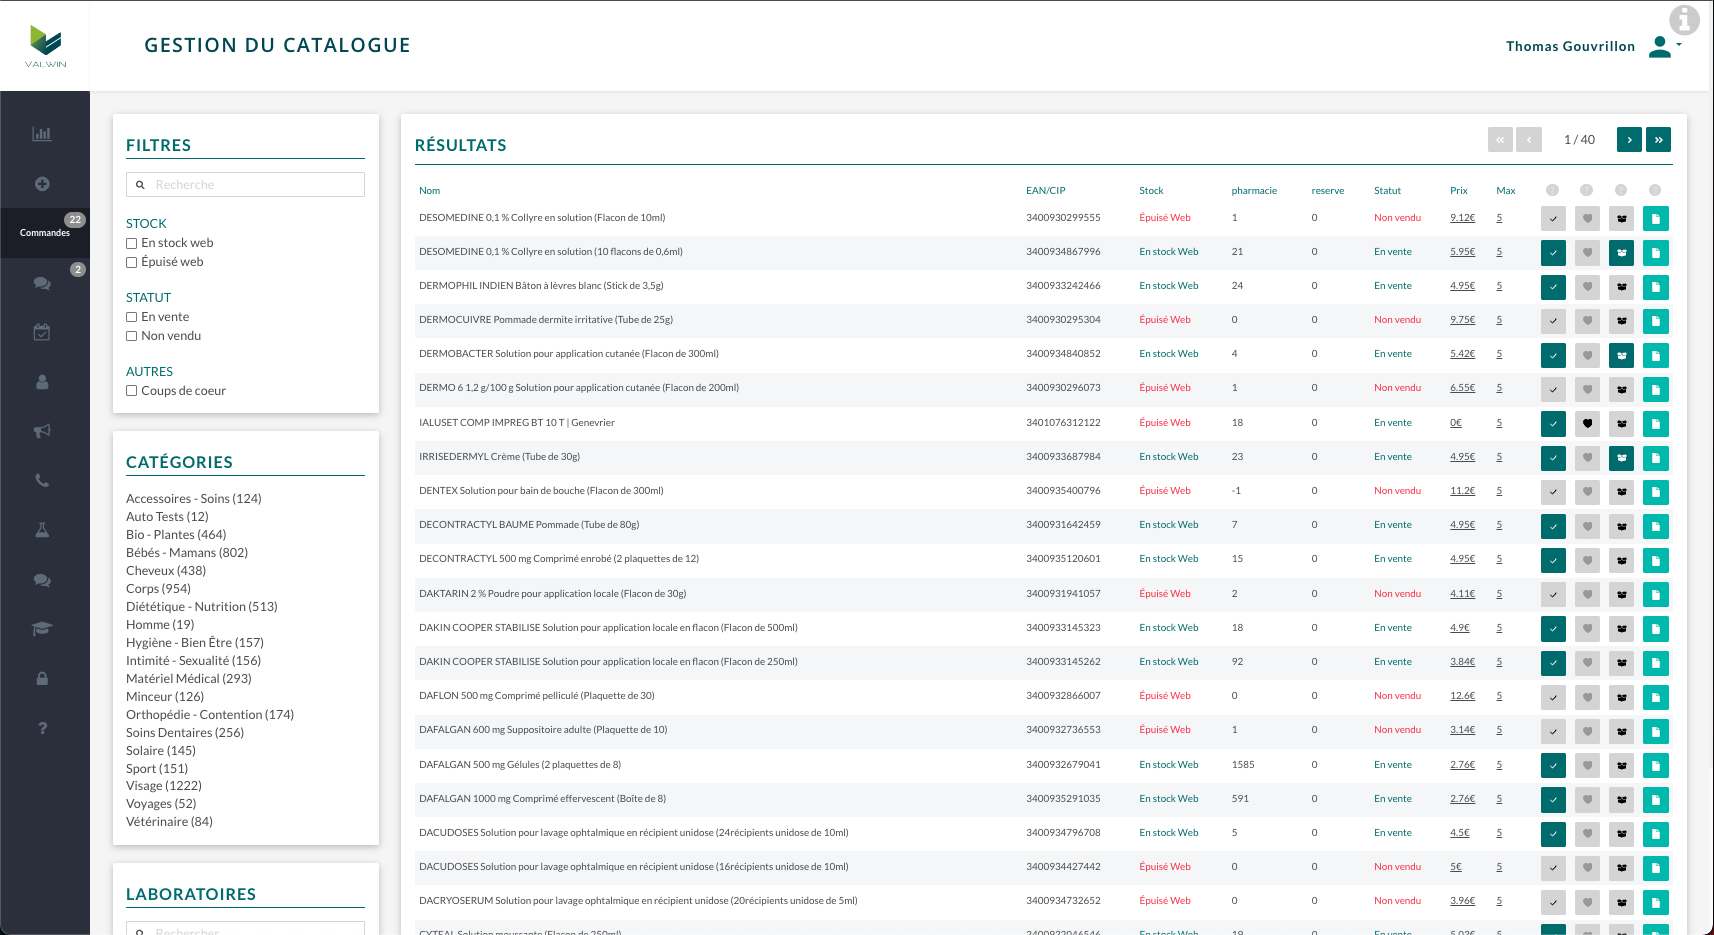 VALWIN
GESTION DU CATALOGUE
Thomas Gouvrillon
22
Commandes
2
FILTRES
Recherche
STOCK
En stock web
Épuisé web
STATUT
En vente
Non vendu
AUTRES
Coups de coeur
CATÉGORIES
Accessoires - Soins (124)
Auto Tests (12)
Bio - Plantes (464)
Bébés - Mamans (802)
Cheveux (438)
Corps (954)
Diététique - Nutrition (513)
Homme (19)
Hygiène - Bien Être (157)
Intimité - Sexualité (156)
Matériel Médical (293)
Minceur (126)
Orthopédie - Contention (174)
Soins Dentaires (256)
Solaire (145)
Sport (151)
Visage (1222)
Voyages (52)
Vétérinaire (84)
LABORATOIRES
Rechercher
RÉSULTATS
« ‹ 1 / 40 › »
Nom EAN/CIP Stock pharmacie reserve Statut Prix Max
DESOMEDINE 0,1 % Collyre en solution (Flacon de 10ml) 3400930299555 Épuisé Web 1 0 Non vendu 9.12€ 5
DESOMEDINE 0,1 % Collyre en solution (10 flacons de 0,6ml) 3400934867996 En stock Web 21 0 En vente 5.95€ 5
DERMOPHIL INDIEN Bâton à lèvres blanc (Stick de 3,5g) 3400933242466 En stock Web 24 0 En vente 4.95€ 5
DERMOCUIVRE Pommade dermite irritative (Tube de 25g) 3400930295304 Épuisé Web 0 0 Non vendu 9.75€ 5
DERMOBACTER Solution pour application cutanée (Flacon de 300ml) 3400934840852 En stock Web 4 0 En vente 5.42€ 5
DERMO 6 1,2 g/100 g Solution pour application cutanée (Flacon de 200ml) 3400930296073 Épuisé Web 1 0 Non vendu 6.55€ 5
IALUSET COMP IMPREG BT 10 T | Genevrier 3401076312122 Épuisé Web 18 0 En vente 0€ 5
IRRISEDERMYL Crème (Tube de 30g) 3400933687984 En stock Web 23 0 En vente 4.95€ 5
DENTEX Solution pour bain de bouche (Flacon de 300ml) 3400935400796 Épuisé Web -1 0 Non vendu 11.2€ 5
DECONTRACTYL BAUME Pommade (Tube de 80g) 3400931642459 En stock Web 7 0 En vente 4.95€ 5
DECONTRACTYL 500 mg Comprimé enrobé (2 plaquettes de 12) 3400935120601 En stock Web 15 0 En vente 4.95€ 5
DAKTARIN 2 % Poudre pour application locale (Flacon de 30g) 3400931941057 Épuisé Web 2 0 Non vendu 4.11€ 5
DAKIN COOPER STABILISE Solution pour application locale en flacon (Flacon de 500ml) 3400933145323 En stock Web 18 0 En vente 4.9€ 5
DAKIN COOPER STABILISE Solution pour application locale en flacon (Flacon de 250ml) 3400933145262 En stock Web 92 0 En vente 3.84€ 5
DAFLON 500 mg Comprimé pelliculé (Plaquette de 30) 3400932866007 Épuisé Web 0 0 Non vendu 12.6€ 5
DAFALGAN 600 mg Suppositoire adulte (Plaquette de 10) 3400932736553 Épuisé Web 1 0 Non vendu 3.14€ 5
DAFALGAN 500 mg Gélules (2 plaquettes de 8) 3400932679041 En stock Web 1585 0 En vente 2.76€ 5
DAFALGAN 1000 mg Comprimé effervescent (Boîte de 8) 3400935291035 En stock Web 591 0 En vente 2.76€ 5
DACUDOSES Solution pour lavage ophtalmique en récipient unidose (24récipients unidose de 10ml) 3400934796708 En stock Web 5 0 En vente 4.5€ 5
DACUDOSES Solution pour lavage ophtalmique en récipient unidose (16récipients unidose de 10ml) 3400934427442 Épuisé Web 0 0 Non vendu 5€ 5
DACRYOSERUM Solution pour lavage ophtalmique en récipient unidose (20récipients unidose de 5ml) 3400934732652 Épuisé Web 0 0 Non vendu 3.96€ 5
CYTEAL Solution moussante (Flacon de 250ml) 3400932046546 En stock Web 18 0 En vente 5.02€ 5